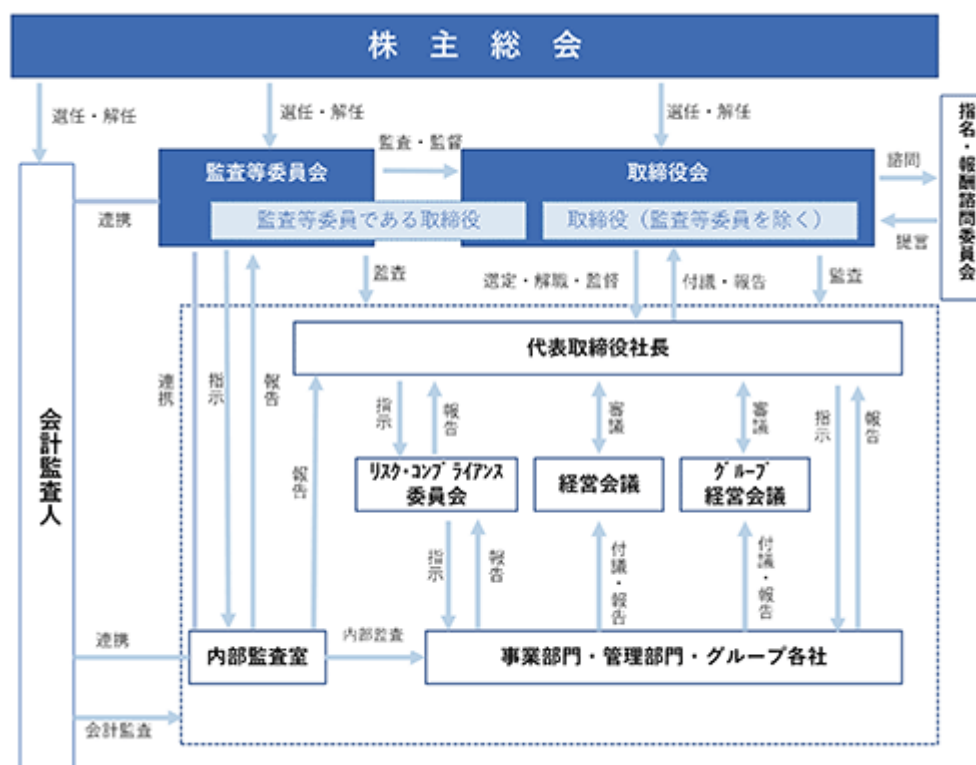 株主総会
選任・解任
選任・解任
選任・解任
監査・監督
監査等委員会
取締役会
諮問
提言
指名・報酬諮問委員会
連携
監査等委員である取締役
取締役（監査等委員を除く）
監査
選定・解職・監督
付議・報告
監査
代表取締役社長
連携
指示
報告
報告
指示
報告
審議
審議
指示
報告
会計監査人
リスク・コンプライアンス
委員会
経営会議
グループ
経営会議
指示
報告
付議・報告
付議・報告
連携
内部監査室
内部監査
事業部門・管理部門・グループ各社
会計監査